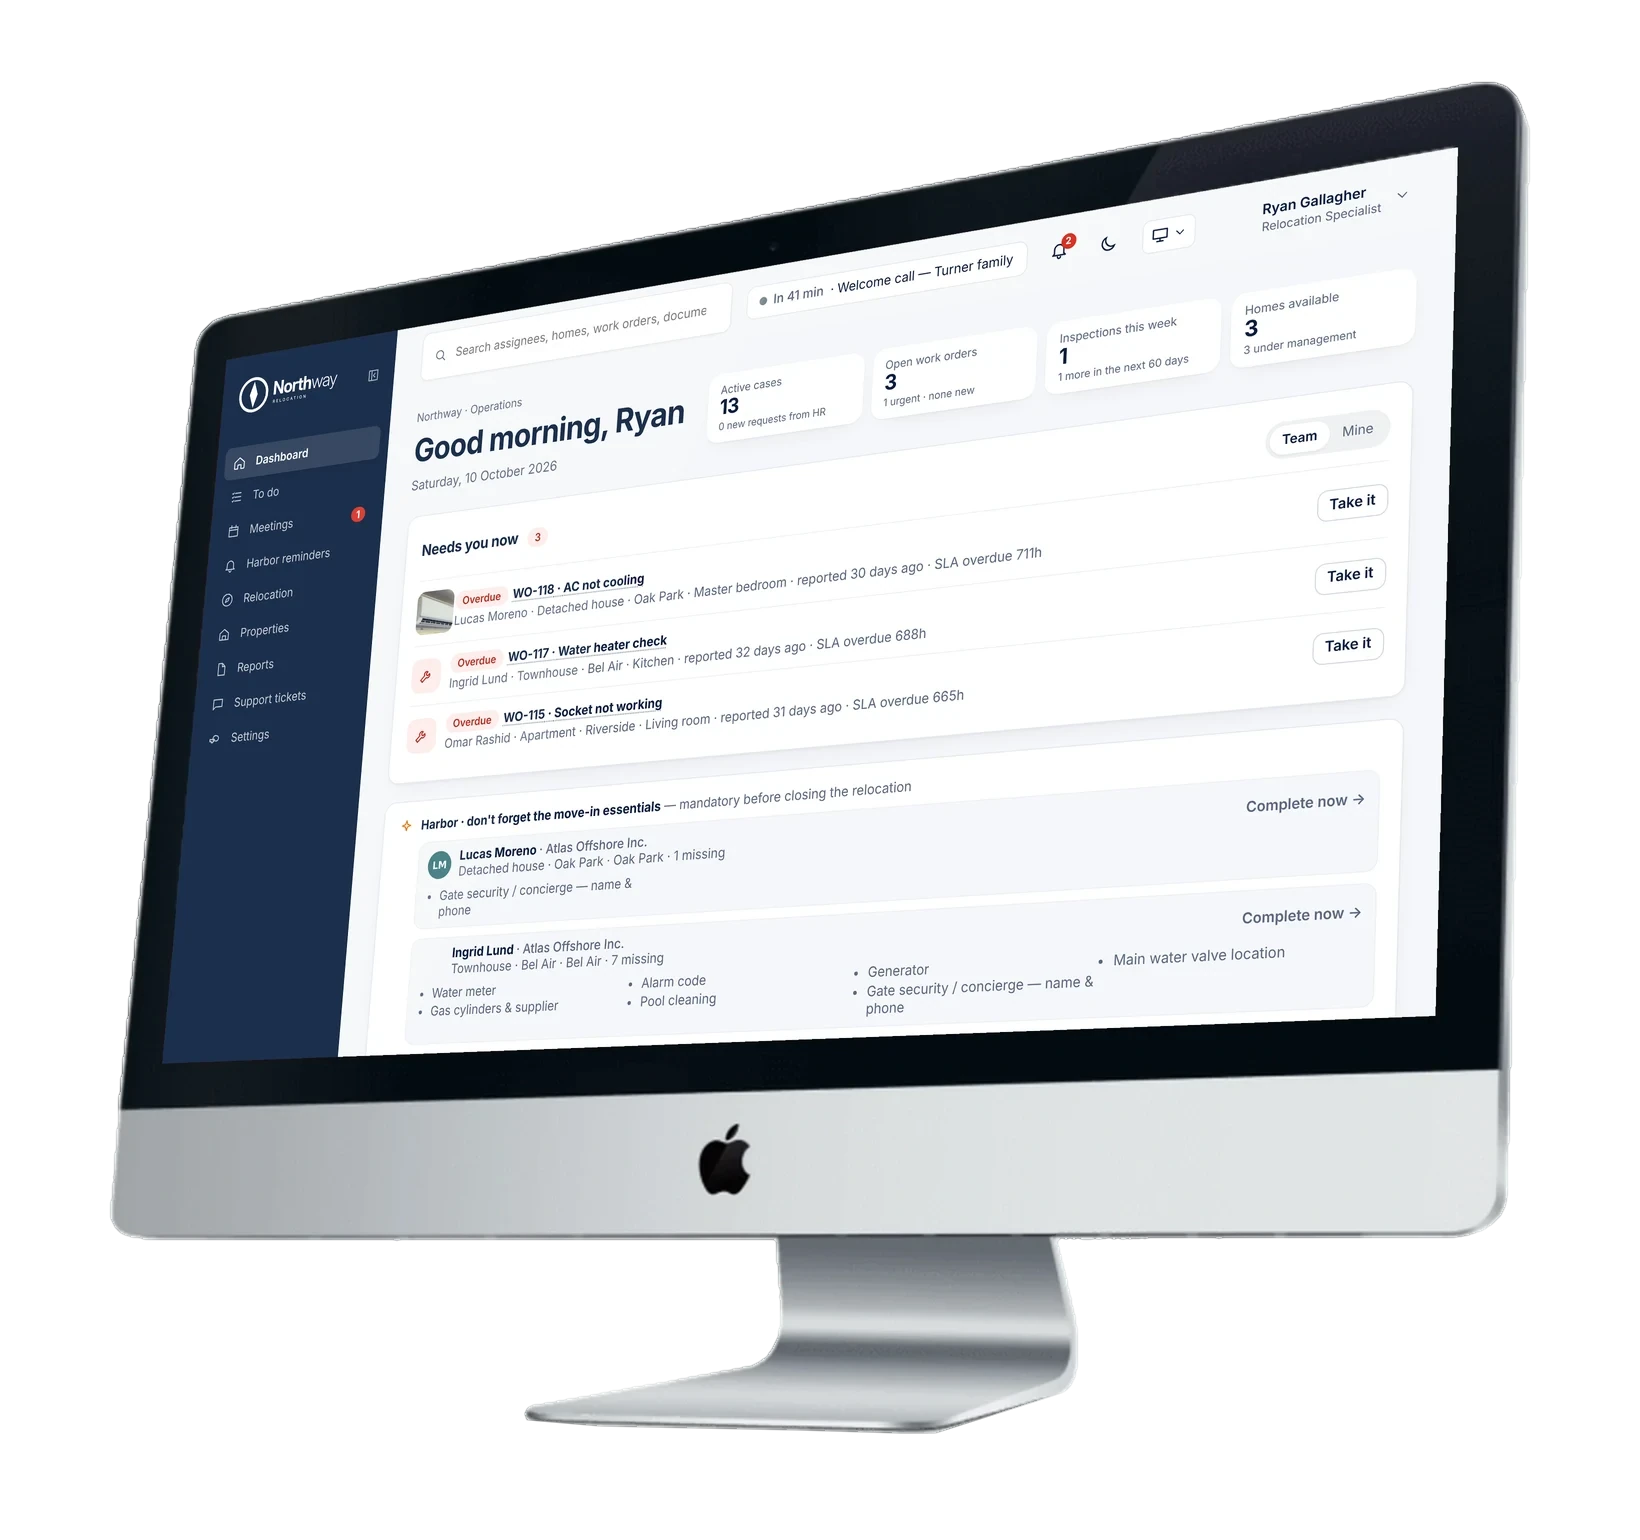 Northway
RELOCATION
Dashboard
To do
Meetings
1
Harbor reminders
Relocation
Properties
Reports
Support tickets
Settings
Search assignees, homes, work orders, docume
In 41 min · Welcome call — Turner family
2
Ryan Gallagher
Relocation Specialist
Northway · Operations
Good morning, Ryan
Saturday, 10 October 2026
Active cases
13
0 new requests from HR
Open work orders
3
1 urgent · none new
Inspections this week
1
1 more in the next 60 days
Homes available
3
3 under management
Needs you now 3
Team Mine
Overdue WO-118 · AC not cooling
Lucas Moreno · Detached house · Oak Park · Master bedroom · reported 30 days ago · SLA overdue 711h
Take it
Overdue WO-117 · Water heater check
Ingrid Lund · Townhouse · Bel Air · Kitchen · reported 32 days ago · SLA overdue 688h
Take it
Overdue WO-115 · Socket not working
Omar Rashid · Apartment · Riverside · Living room · reported 31 days ago · SLA overdue 665h
Take it
Harbor · don't forget the move-in essentials — mandatory before closing the relocation
LM
Lucas Moreno · Atlas Offshore Inc.
Detached house · Oak Park · Oak Park · 1 missing
• Gate security / concierge — name &
phone
Complete now →
Ingrid Lund · Atlas Offshore Inc.
Townhouse · Bel Air · Bel Air · 7 missing
Complete now →
• Water meter
• Gas cylinders & supplier
• Alarm code
• Pool cleaning
• Generator
• Gate security / concierge — name &
phone
• Main water valve location